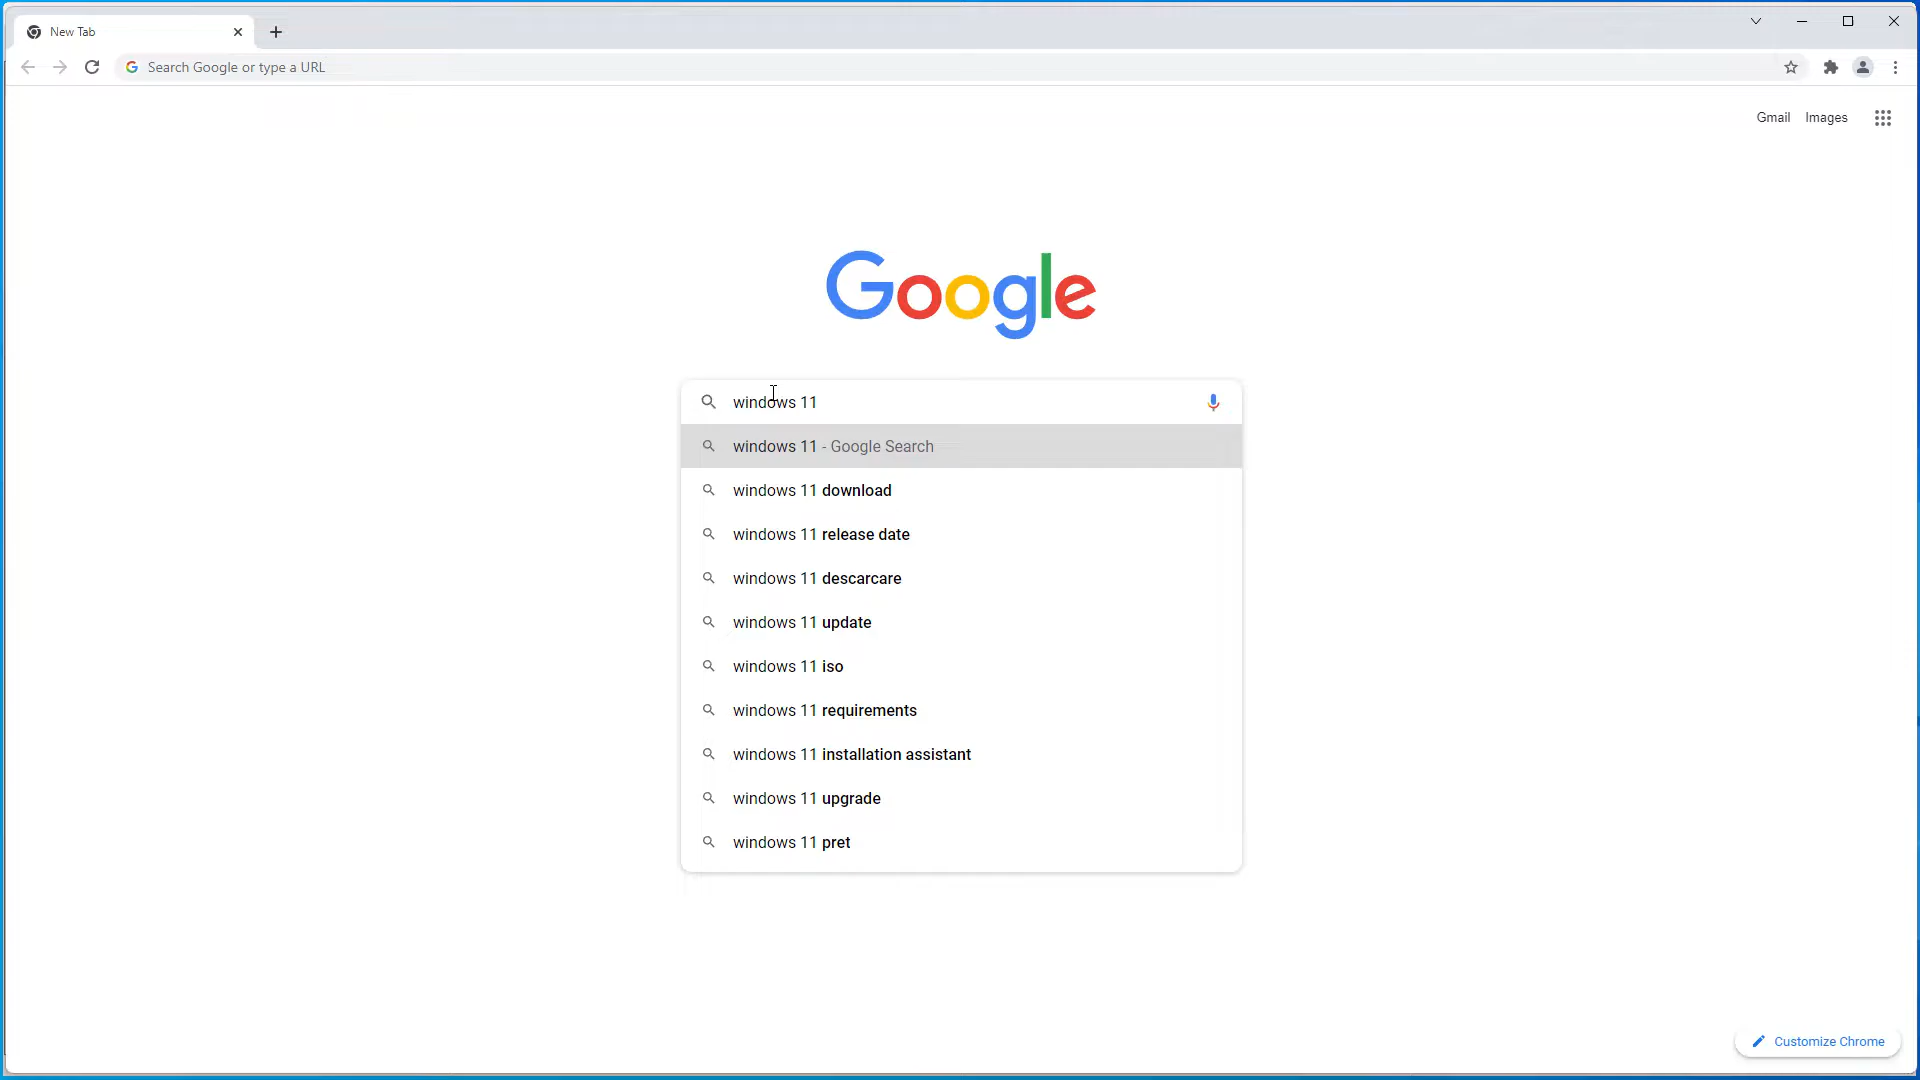 New Tab
Search Google or type a URL
Gmail Images
Google
windows 11
windows 11 - Google Search
windows 11 download
windows 11 release date
windows 11 descarcare
windows 11 update
windows 11 iso
windows 11 requirements
windows 11 installation assistant
windows 11 upgrade
windows 11 pret
Customize Chrome